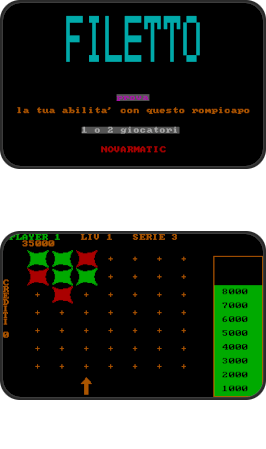 FILETTO
la tua abilita' con questo rompicapo
1 o 2 giocatori
NOVARMATIC
PLAYER 1 LIV 1 SERIE 3
35000
CREDITI 0
8000
7000
6000
5000
4000
3000
2000
1000